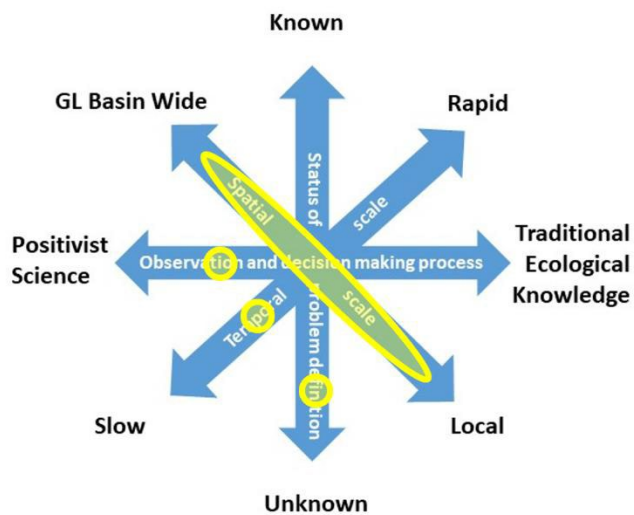 Known
GL Basin Wide
Rapid
Status of
Spatial
scale
Positivist
Science
Observation and decision making process
Traditional
Ecological
Knowledge
Temporal
Problem definition
scale
Slow
Local
Unknown